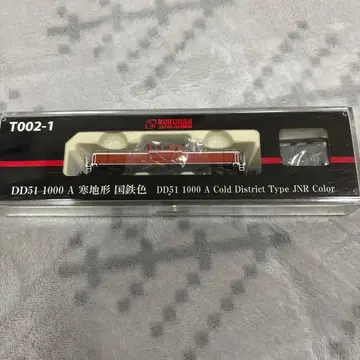 T002-1
ROKUHAN
DD51 1000 A 寒地形 国鉄色 DD51 1000 A Cold District Type JNR Color